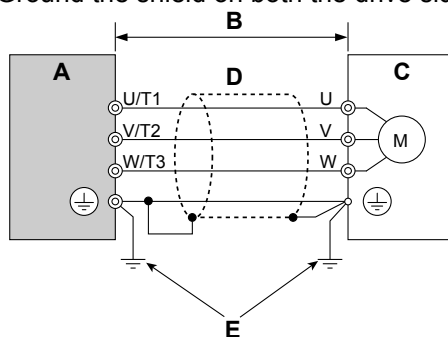 Ground the shield on both the drive sid
B
A
D
C
U/T1
U
V/T2
V
M
W/T3
W
E